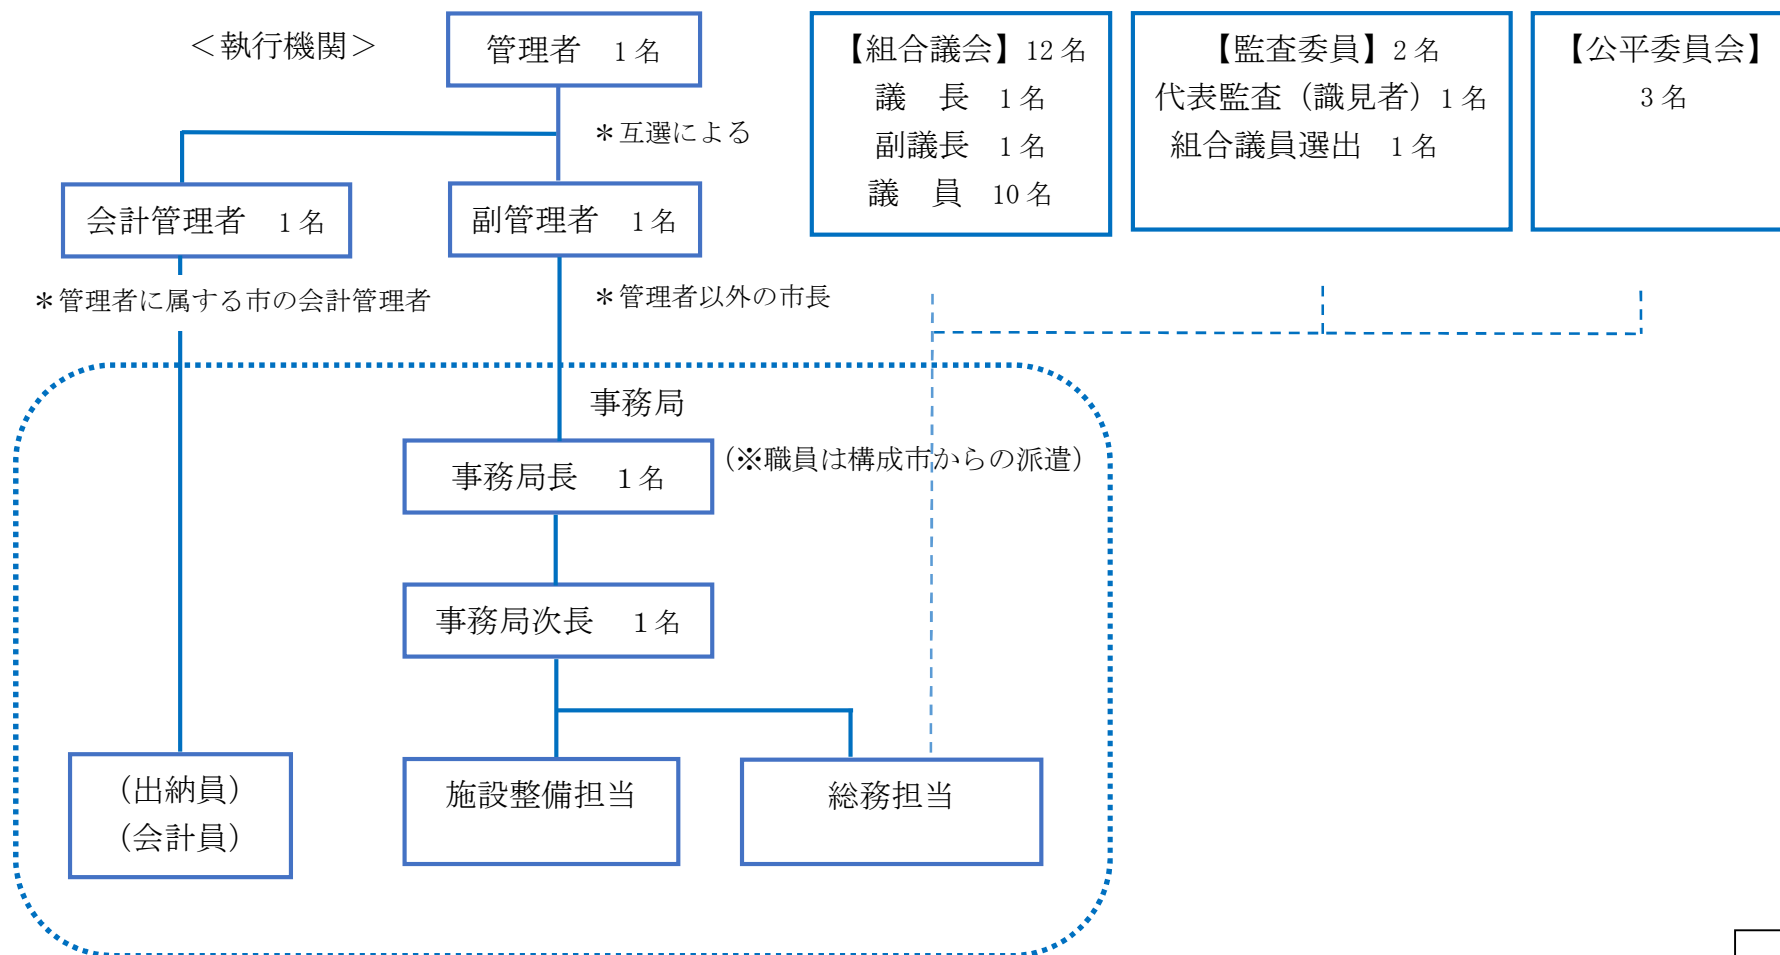 ＜執行機関＞
管理者　1名
＊互選による
会計管理者　1名
副管理者　1名
＊管理者に属する市の会計管理者
＊管理者以外の市長
【組合議会】12名
議　長　1名
副議長　1名
議　員　10名
【監査委員】2名
代表監査（識見者）1名
組合議員選出　1名
【公平委員会】
3名
事務局
事務局長　1名
（※職員は構成市からの派遣）
事務局次長　1名
（出納員）
（会計員）
施設整備担当
総務担当